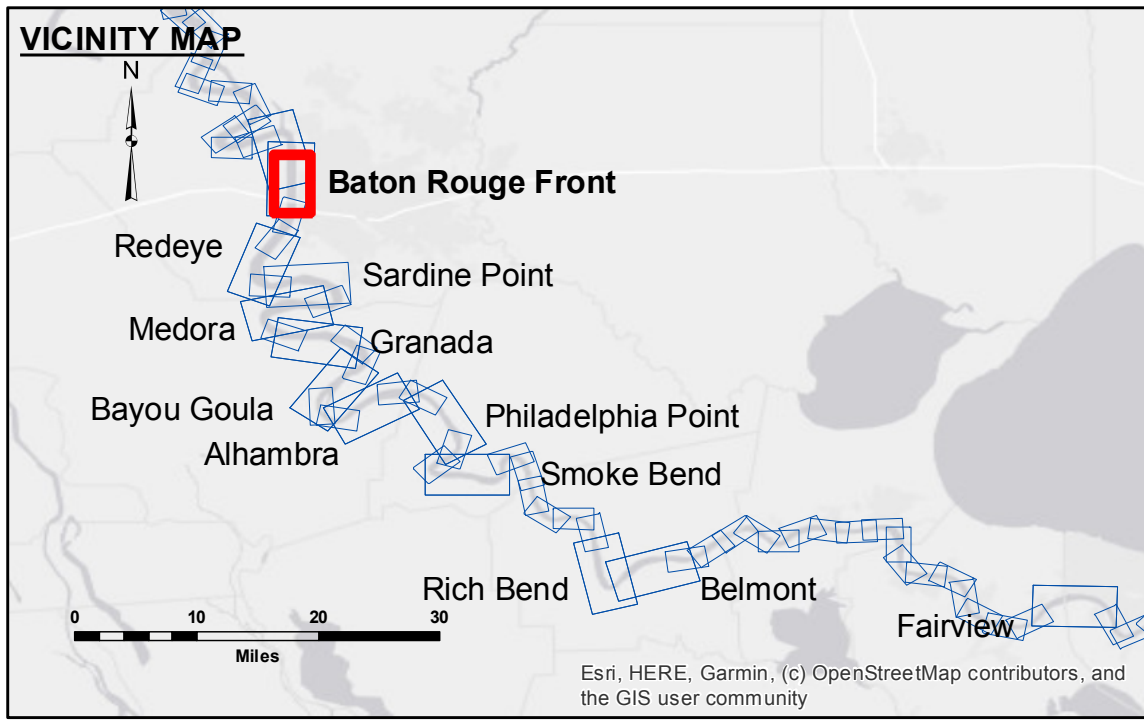 VICINITY MAP
N
Baton Rouge Front
Redeye
Sardine Point
Medora
Granada
Bayou Goula
Philadelphia Point
Alhambra
Smoke Bend
Rich Bend
Belmont
Fairview
0 10 20 30
Miles
Esri, HERE, Garmin, (c) OpenStreetMap contributors, and
the GIS user community